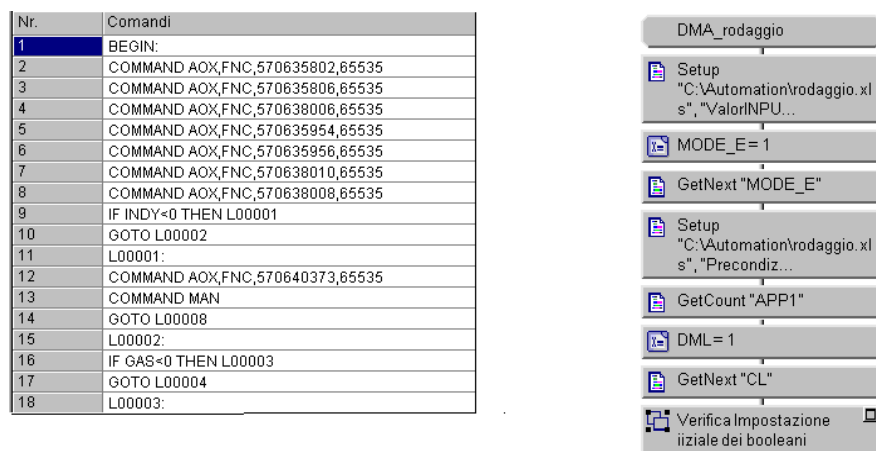 Nr. Comandi
1 BEGIN:
2 COMMAND AOX,FNC,570635802,65535
3 COMMAND AOX,FNC,570635806,65535
4 COMMAND AOX,FNC,570638006,65535
5 COMMAND AOX,FNC,570635954,65535
6 COMMAND AOX,FNC,570635956,65535
7 COMMAND AOX,FNC,570638010,65535
8 COMMAND AOX,FNC,570638008,65535
9 IF INDY<0 THEN L00001
10 GOTO L00002
11 L00001:
12 COMMAND AOX,FNC,570640373,65535
13 COMMAND MAN
14 GOTO L00008
15 L00002:
16 IF GAS<0 THEN L00003
17 GOTO L00004
18 L00003:
DMA_rodaggio
Setup
"C:\Automation\rodaggio.xl
s","ValorINPU...
MODE_E=1
GetNext "MODE_E"
Setup
"C:\Automation\rodaggio.xl
s","Precondiz...
GetCount "APP1"
DML=1
GetNext "CL"
Verifica Impostazione
iiziale dei booleani